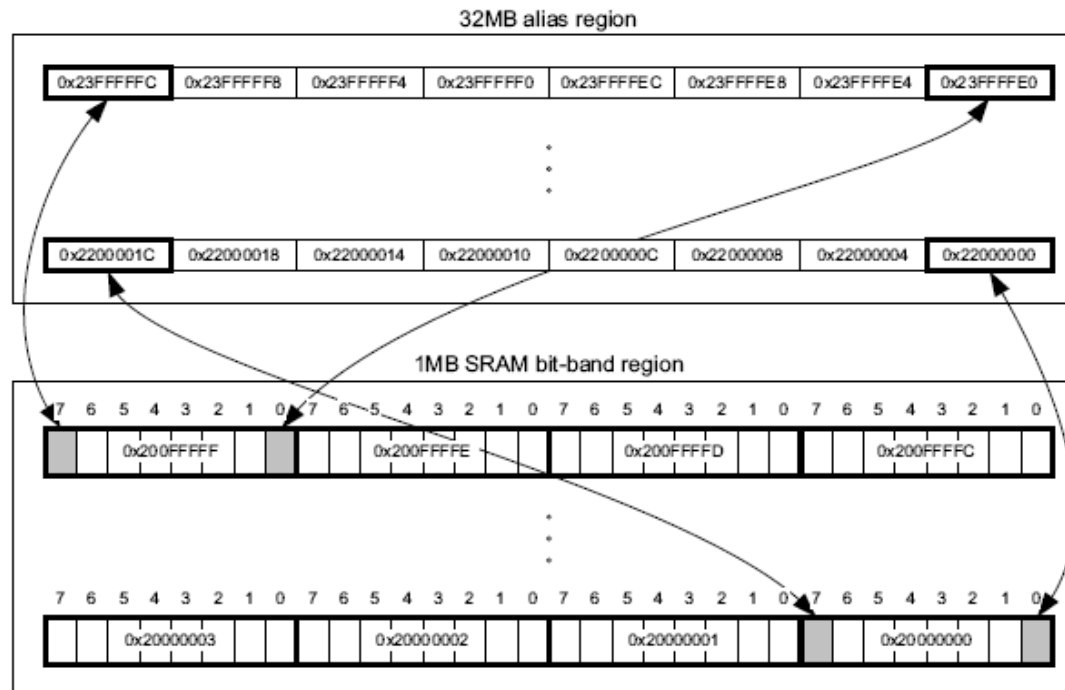 32MB alias region
0x23FFFFFC 0x23FFFFF8 0x23FFFFF4 0x23FFFFF0 0x23FFFFEC 0x23FFFFE8 0x23FFFFE4 0x23FFFFE0
0x2200001C 0x22000018 0x22000014 0x22000010 0x2200000C 0x22000008 0x22000004 0x22000000
1MB SRAM bit-band region
7 6 5 4 3 2 1 0 7 6 5 4 3 2 1 0 7 6 5 4 3 2 1 0 7 6 5 4 3 2 1 0
0x200FFFFF 0x200FFFFE 0x200FFFFD 0x200FFFFC
7 6 5 4 3 2 1 0 7 6 5 4 3 2 1 0 7 6 5 4 3 2 1 0 7 6 5 4 3 2 1 0
0x20000003 0x20000002 0x20000001 0x20000000